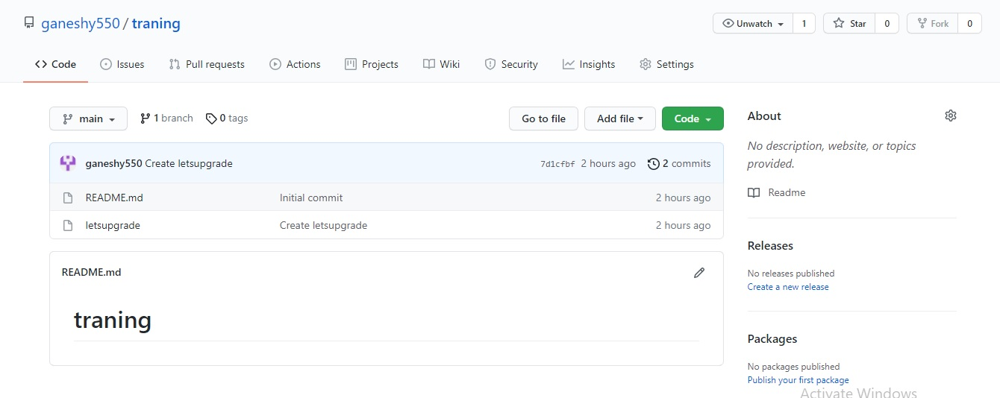 ganeshy550 / traning
Unwatch 1 Star 0 Fork 0
Code Issues Pull requests Actions Projects Wiki Security Insights Settings
main 1 branch 0 tags Go to file Add file Code
ganeshy550 Create letsupgrade 7d1cfbf 2 hours ago 2 commits
README.md Initial commit 2 hours ago
letsupgrade Create letsupgrade 2 hours ago
README.md
traning
About
No description, website, or topics
provided.
Readme
Releases
No releases published
Create a new release
Packages
No packages published
Publish your first package
Activate Windows